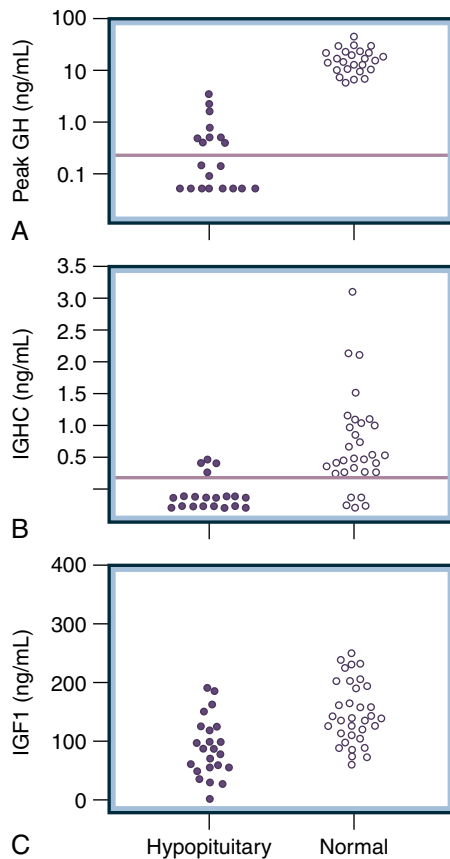 100
10
1.0
0.1
Peak GH (ng/mL)
A
3.5
3.0
2.5
2.0
1.5
1.0
0.5
IGHC (ng/mL)
B
400
300
200
100
0
IGF1 (ng/mL)
C
Hypopituitary Normal